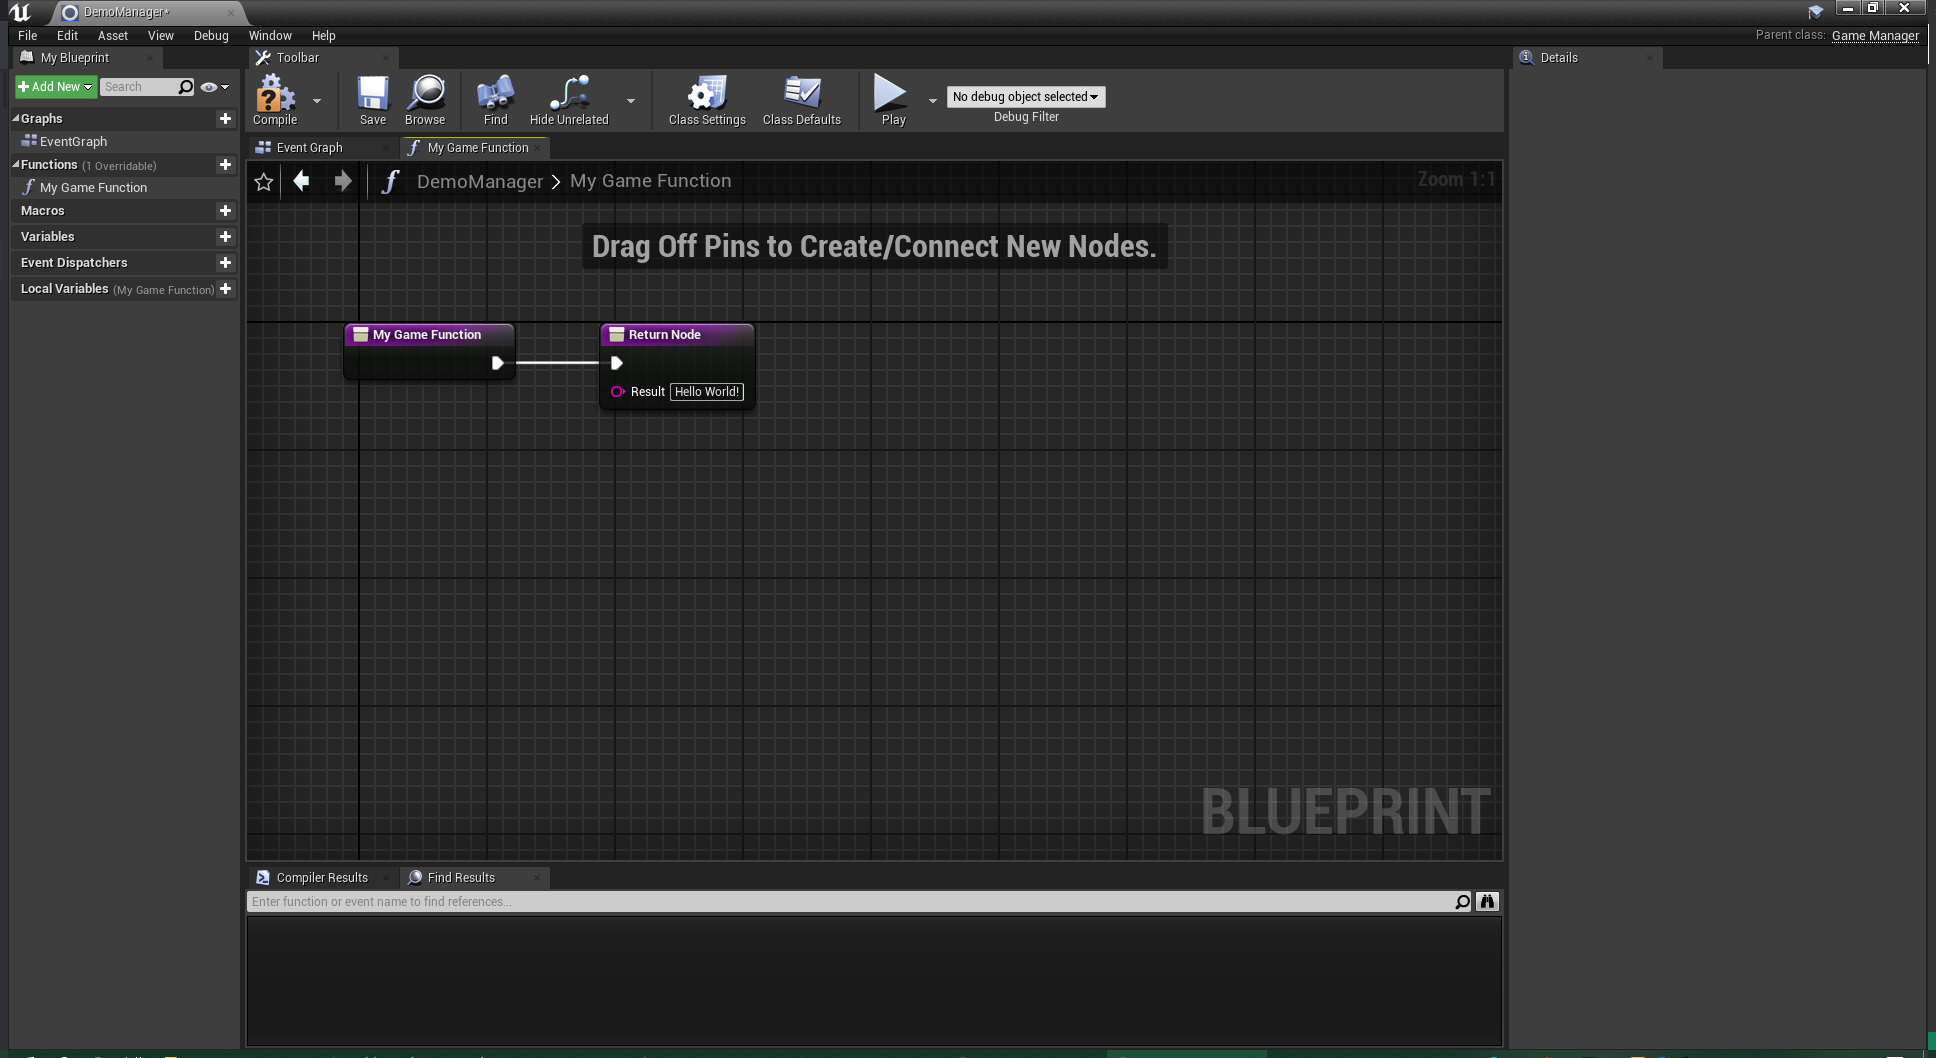 DemoManager*
File Edit Asset View Debug Window Help
Parent class: Game Manager
My Blueprint
Toolbar
Details
Add New
Search
Compile
Save
Browse
Find
Hide Unrelated
Class Settings
Class Defaults
Play
No debug object selected
Debug Filter
Graphs
EventGraph
Functions (1 Overridable)
My Game Function
Macros
Variables
Event Dispatchers
Local Variables (My Game Function)
Event Graph
My Game Function
DemoManager > My Game Function
Zoom 1:1
Drag Off Pins to Create/Connect New Nodes.
My Game Function
Return Node
Result Hello World!
BLUEPRINT
Compiler Results
Find Results
Enter function or event name to find references...